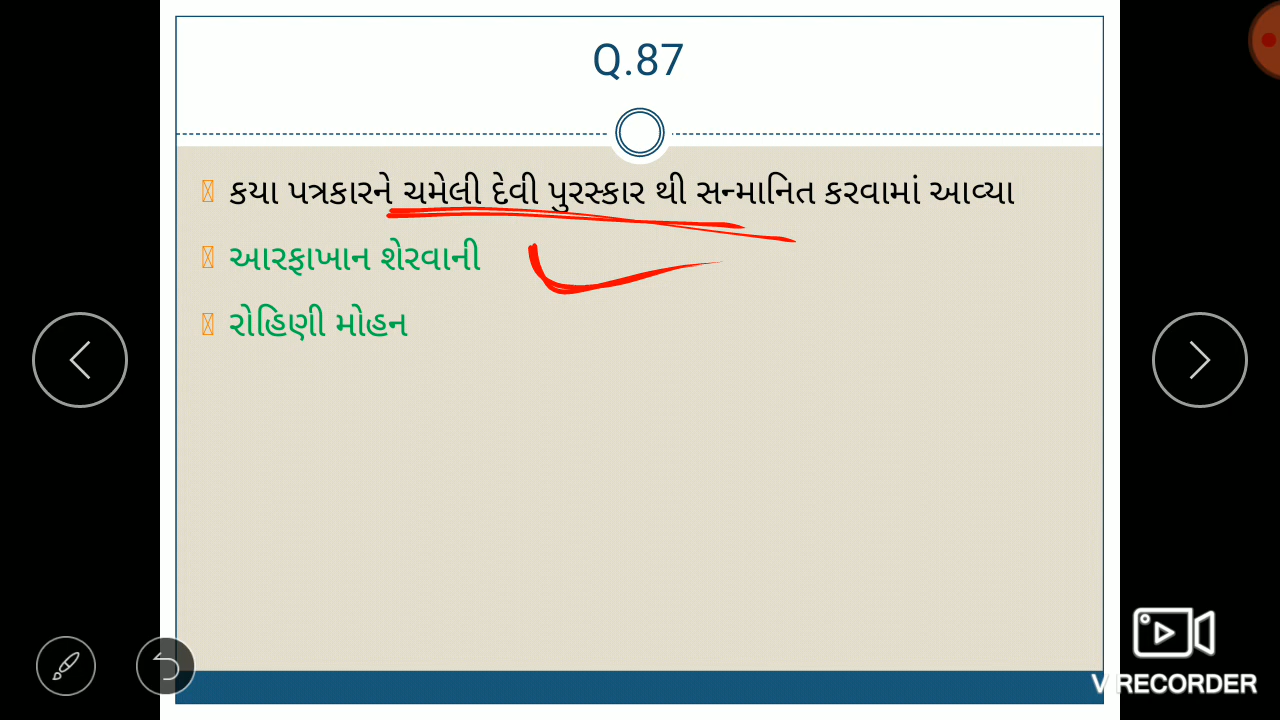 Q.87
કયા પત્રકારને ચમેલી દેવી પુરસ્કાર થી સન્માનિત કરવામાં આવ્યા
આરફાખાન શેરવાની
રોહિણી મોહન
V RECORDER